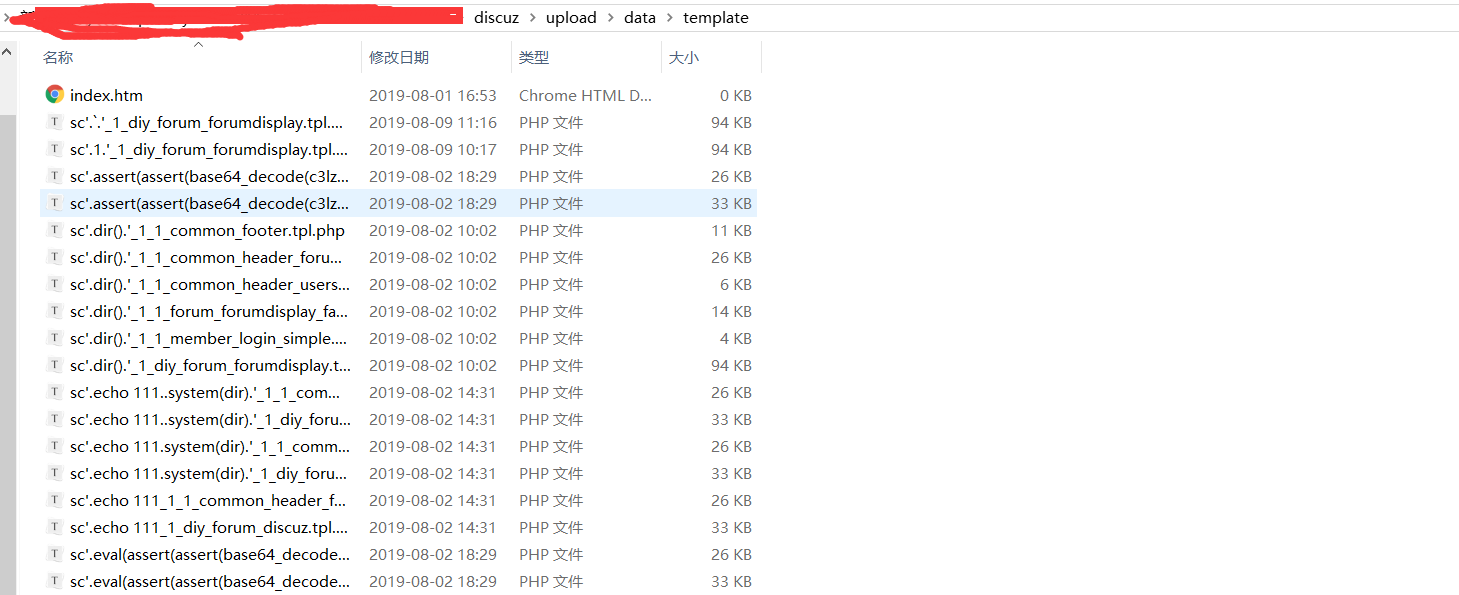 discuz > upload > data > template
名称 修改日期 类型 大小
index.htm 2019-08-01 16:53 Chrome HTML D... 0 KB
sc'.`.'_1_diy_forum_forumdisplay.tpl.... 2019-08-09 11:16 PHP 文件 94 KB
sc'.1.'_1_diy_forum_forumdisplay.tpl.... 2019-08-09 10:17 PHP 文件 94 KB
sc'.assert(assert(base64_decode(c3lz... 2019-08-02 18:29 PHP 文件 26 KB
sc'.assert(assert(base64_decode(c3lz... 2019-08-02 18:29 PHP 文件 33 KB
sc'.dir().'_1_1_common_footer.tpl.php 2019-08-02 10:02 PHP 文件 11 KB
sc'.dir().'_1_1_common_header_foru... 2019-08-02 10:02 PHP 文件 26 KB
sc'.dir().'_1_1_common_header_users... 2019-08-02 10:02 PHP 文件 6 KB
sc'.dir().'_1_1_forum_forumdisplay_fa... 2019-08-02 10:02 PHP 文件 14 KB
sc'.dir().'_1_1_member_login_simple.... 2019-08-02 10:02 PHP 文件 4 KB
sc'.dir().'_1_diy_forum_forumdisplay.t... 2019-08-02 10:02 PHP 文件 94 KB
sc'.echo 111..system(dir).'_1_1_com... 2019-08-02 14:31 PHP 文件 26 KB
sc'.echo 111..system(dir).'_1_diy_foru... 2019-08-02 14:31 PHP 文件 33 KB
sc'.echo 111.system(dir).'_1_1_comm... 2019-08-02 14:31 PHP 文件 26 KB
sc'.echo 111.system(dir).'_1_diy_foru... 2019-08-02 14:31 PHP 文件 33 KB
sc'.echo 111_1_1_common_header_f... 2019-08-02 14:31 PHP 文件 26 KB
sc'.echo 111_1_diy_forum_discuz.tpl.... 2019-08-02 14:31 PHP 文件 33 KB
sc'.eval(assert(assert(base64_decode... 2019-08-02 18:29 PHP 文件 26 KB
sc'.eval(assert(assert(base64_decode... 2019-08-02 18:29 PHP 文件 33 KB